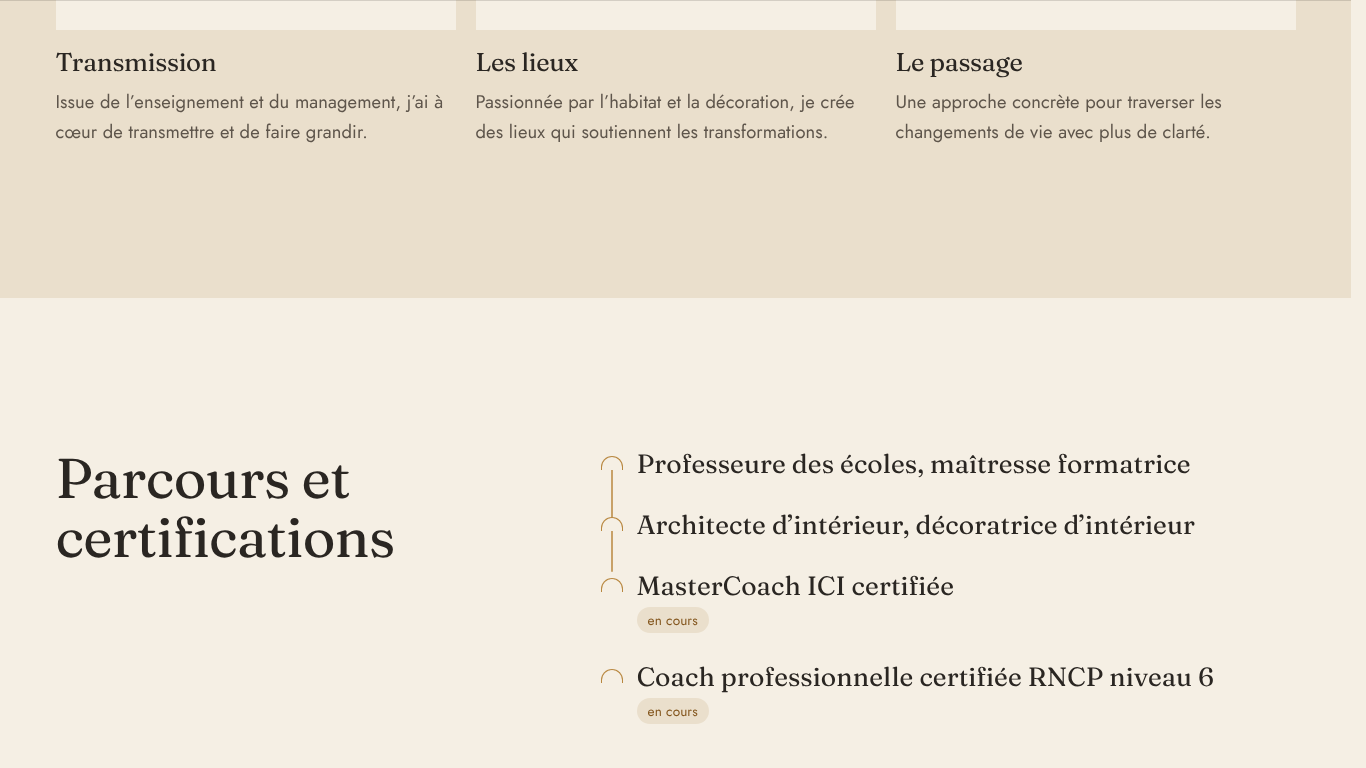 Transmission
Issue de l’enseignement et du management, j’ai à
cœur de transmettre et de faire grandir.
Les lieux
Passionnée par l’habitat et la décoration, je crée
des lieux qui soutiennent les transformations.
Le passage
Une approche concrète pour traverser les
changements de vie avec plus de clarté.
Parcours et
certifications
Professeure des écoles, maîtresse formatrice
Architecte d’intérieur, décoratrice d’intérieur
MasterCoach ICI certifiée
en cours
Coach professionnelle certifiée RNCP niveau 6
en cours